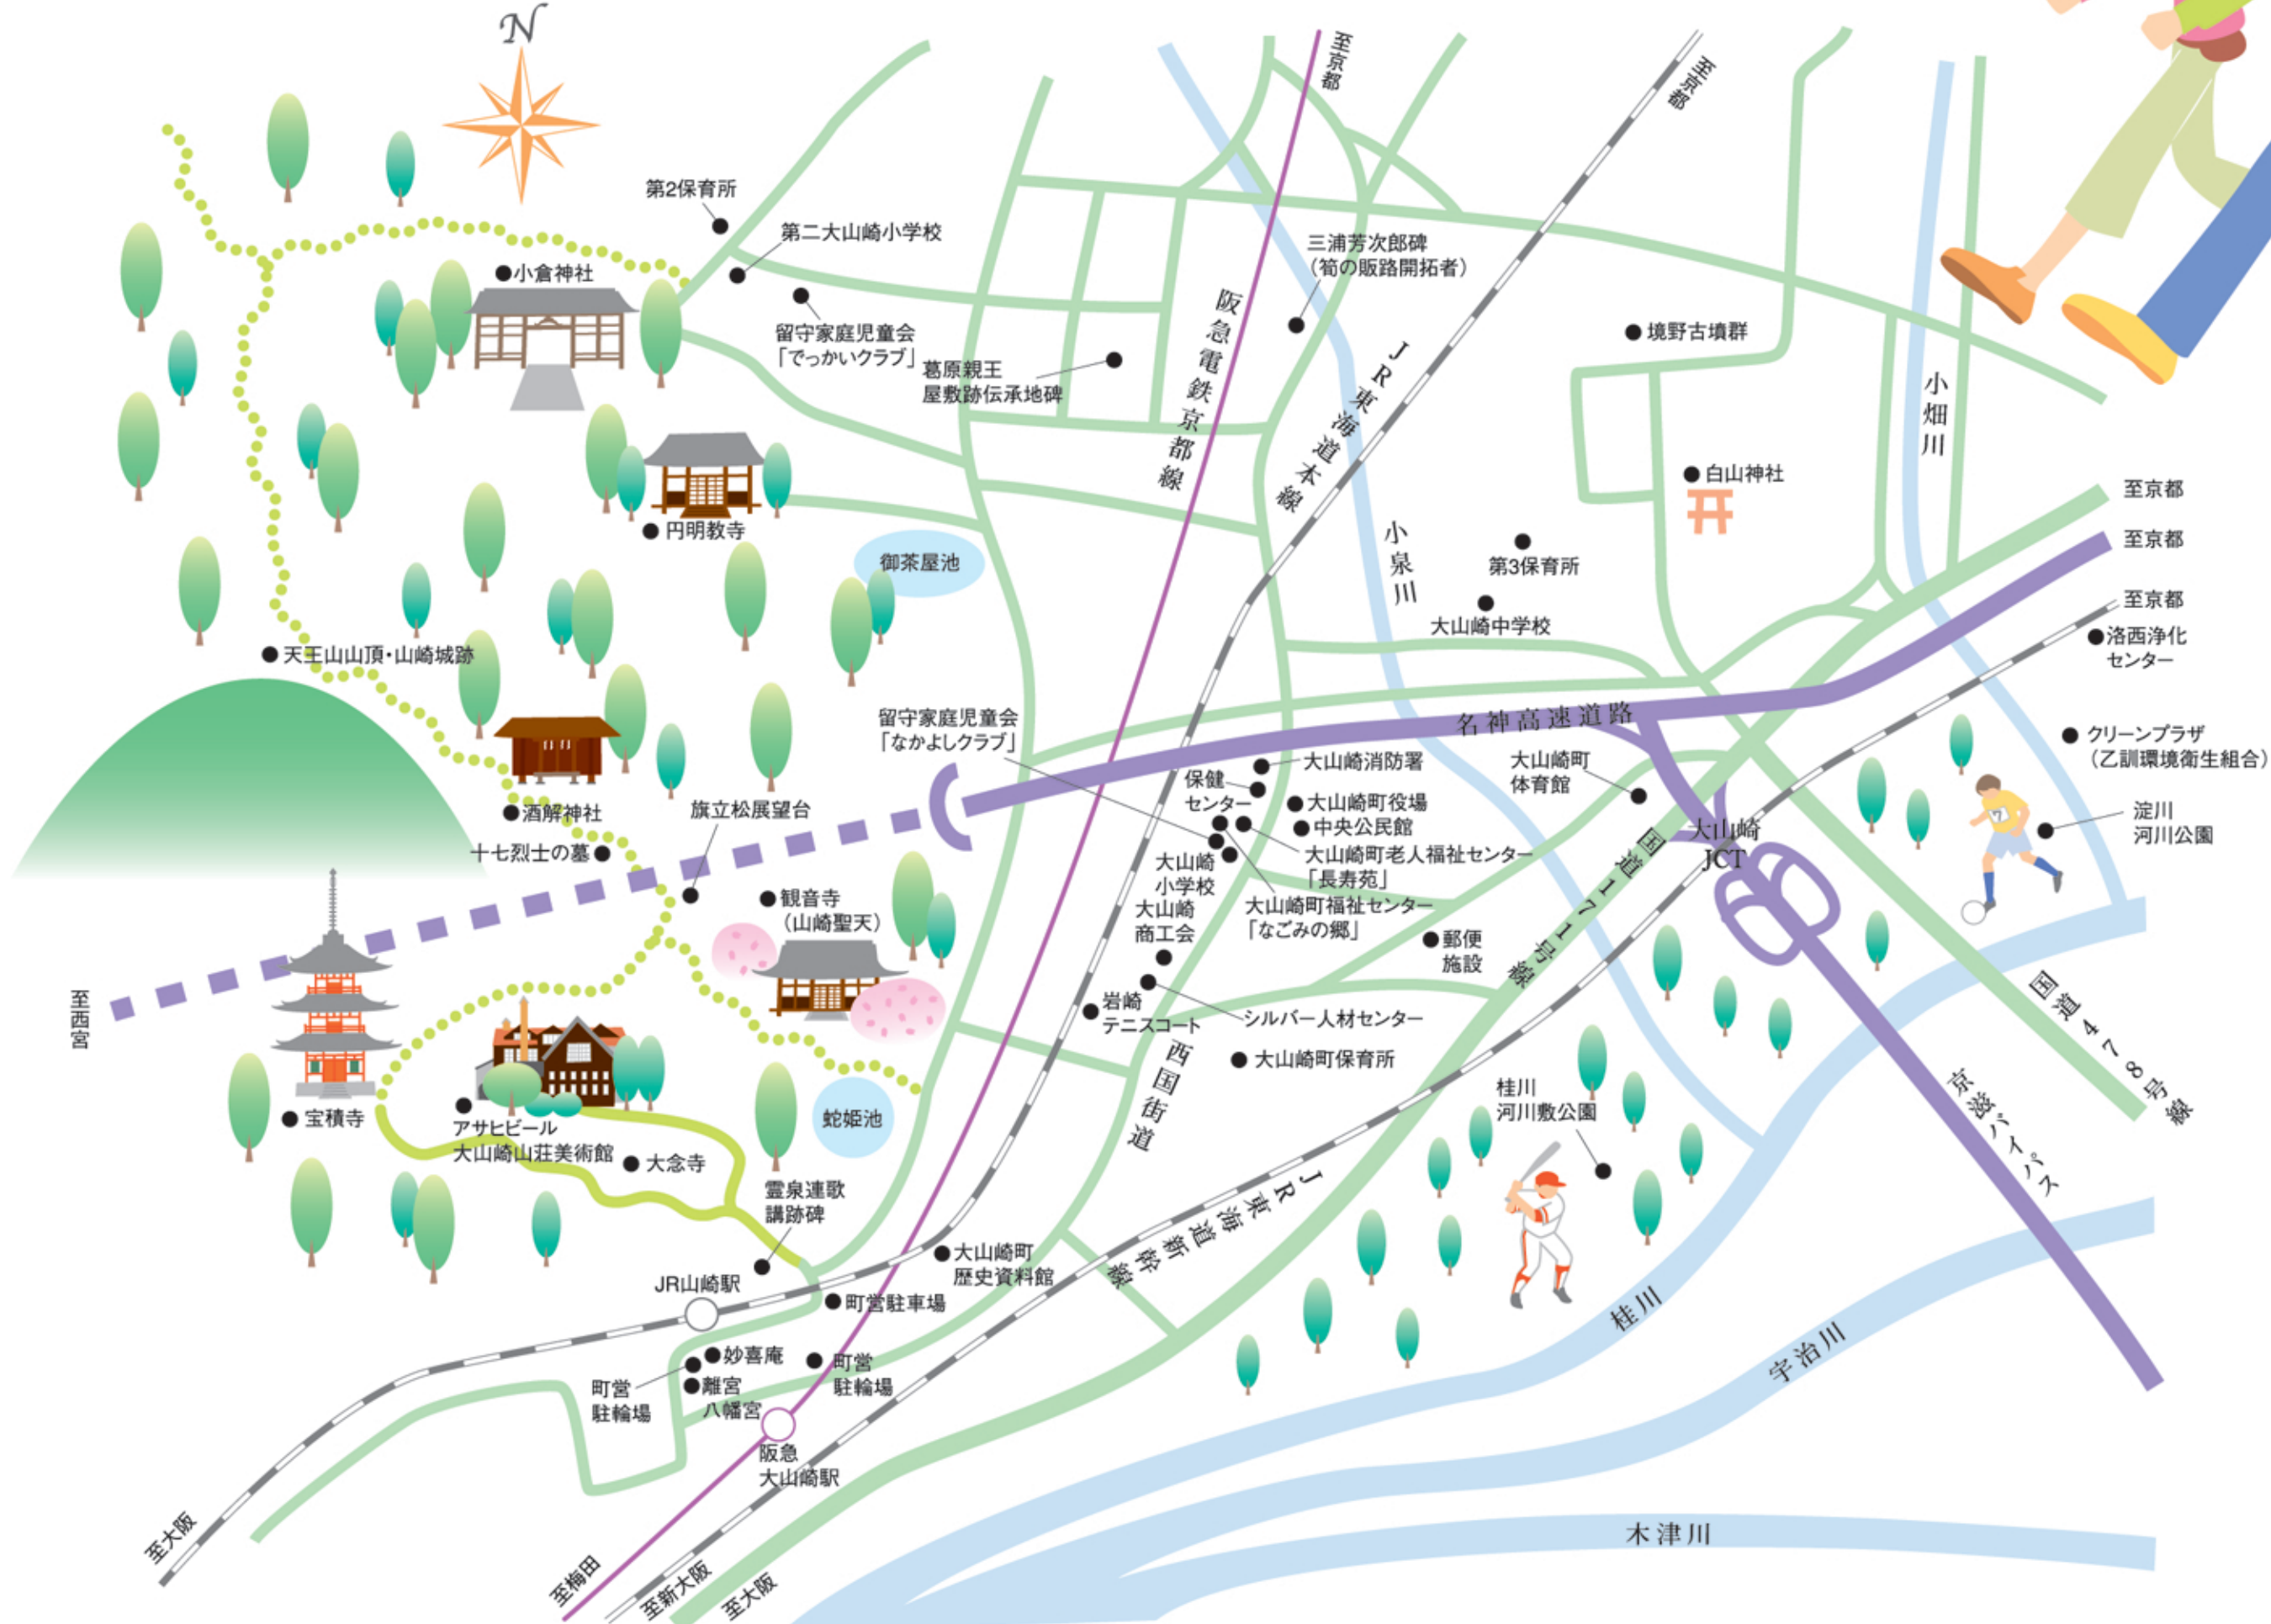 N
至京都
至京都
第2保育所
第二大山崎小学校
三浦芳次郎碑
（筍の販路開拓者）
小倉神社
阪急電鉄京都線
留守家庭児童会
「でっかいクラブ」
境野古墳群
JR東海道本線
葛原親王
屋敷跡伝承地碑
小畑川
白山神社
至京都
円明教寺
至京都
御茶屋池
小泉川
第3保育所
至京都
大山崎中学校
洛西浄化
センター
天王山山頂・山崎城跡
留守家庭児童会
「なかよしクラブ」
名神高速道路
クリーンプラザ
（乙訓環境衛生組合）
大山崎消防署
大山崎町
体育館
保健
センター
大山崎町役場
中央公民館
酒解神社
旗立松展望台
大山崎
JCT
淀川
河川公園
十七烈士の墓
大山崎
小学校
大山崎町老人福祉センター
「長寿苑」
国道171号線
観音寺
（山崎聖天）
大山崎
商工会
大山崎町福祉センター
「なごみの郷」
郵便
施設
至西宮
岩崎
テニスコート
シルバー人材センター
国道478号線
西国街道
大山崎町保育所
京滋バイパス
桂川
河川敷公園
宝積寺
アサヒビール
大山崎山荘美術館
蛇姫池
大念寺
霊泉連歌
講跡碑
JR東海道新幹線
大山崎町
歴史資料館
JR山崎駅
町営駐車場
桂川
宇治川
妙喜庵
町営
駐輪場
町営
駐輪場
離宮
八幡宮
阪急
大山崎駅
木津川
至大阪
至梅田
至新大阪
至大阪
7